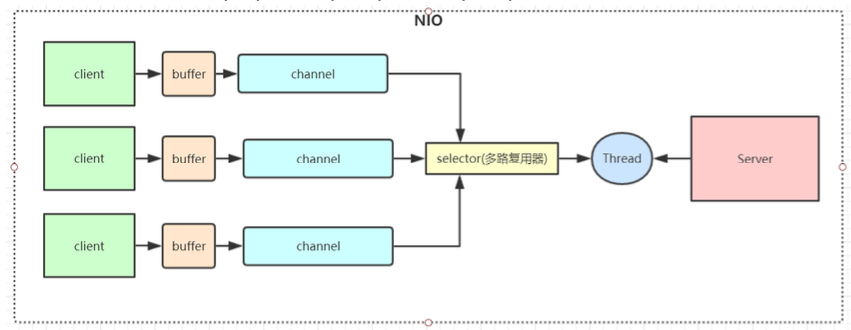 NIO
client
buffer
channel
client
buffer
channel
selector(多路复用器)
Thread
Server
client
buffer
channel